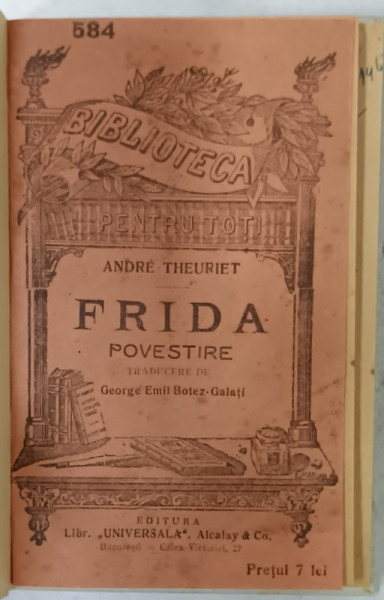 584
BIBLIOTECA
PENTRU TOȚI
ANDRÉ THEURIET
FRIDA
POVESTIRE
TRADUCERE DE
George Emil Botez-Galați
EDITURA
Libr. „UNIVERSALA“, Alcalay & Co.
București — Calea Victoriei, 27
Prețul 7 lei